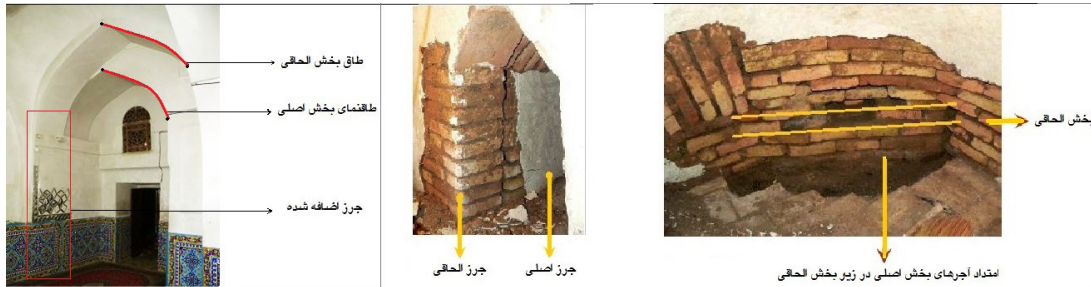 طاق بخش الحاقی
طاقنمای بخش اصلی
جرز اضافه شده
جرز الحاقی
جرز اصلی
بخش الحاقی
امتداد آجرهای بخش اصلی در زیر بخش الحاقی